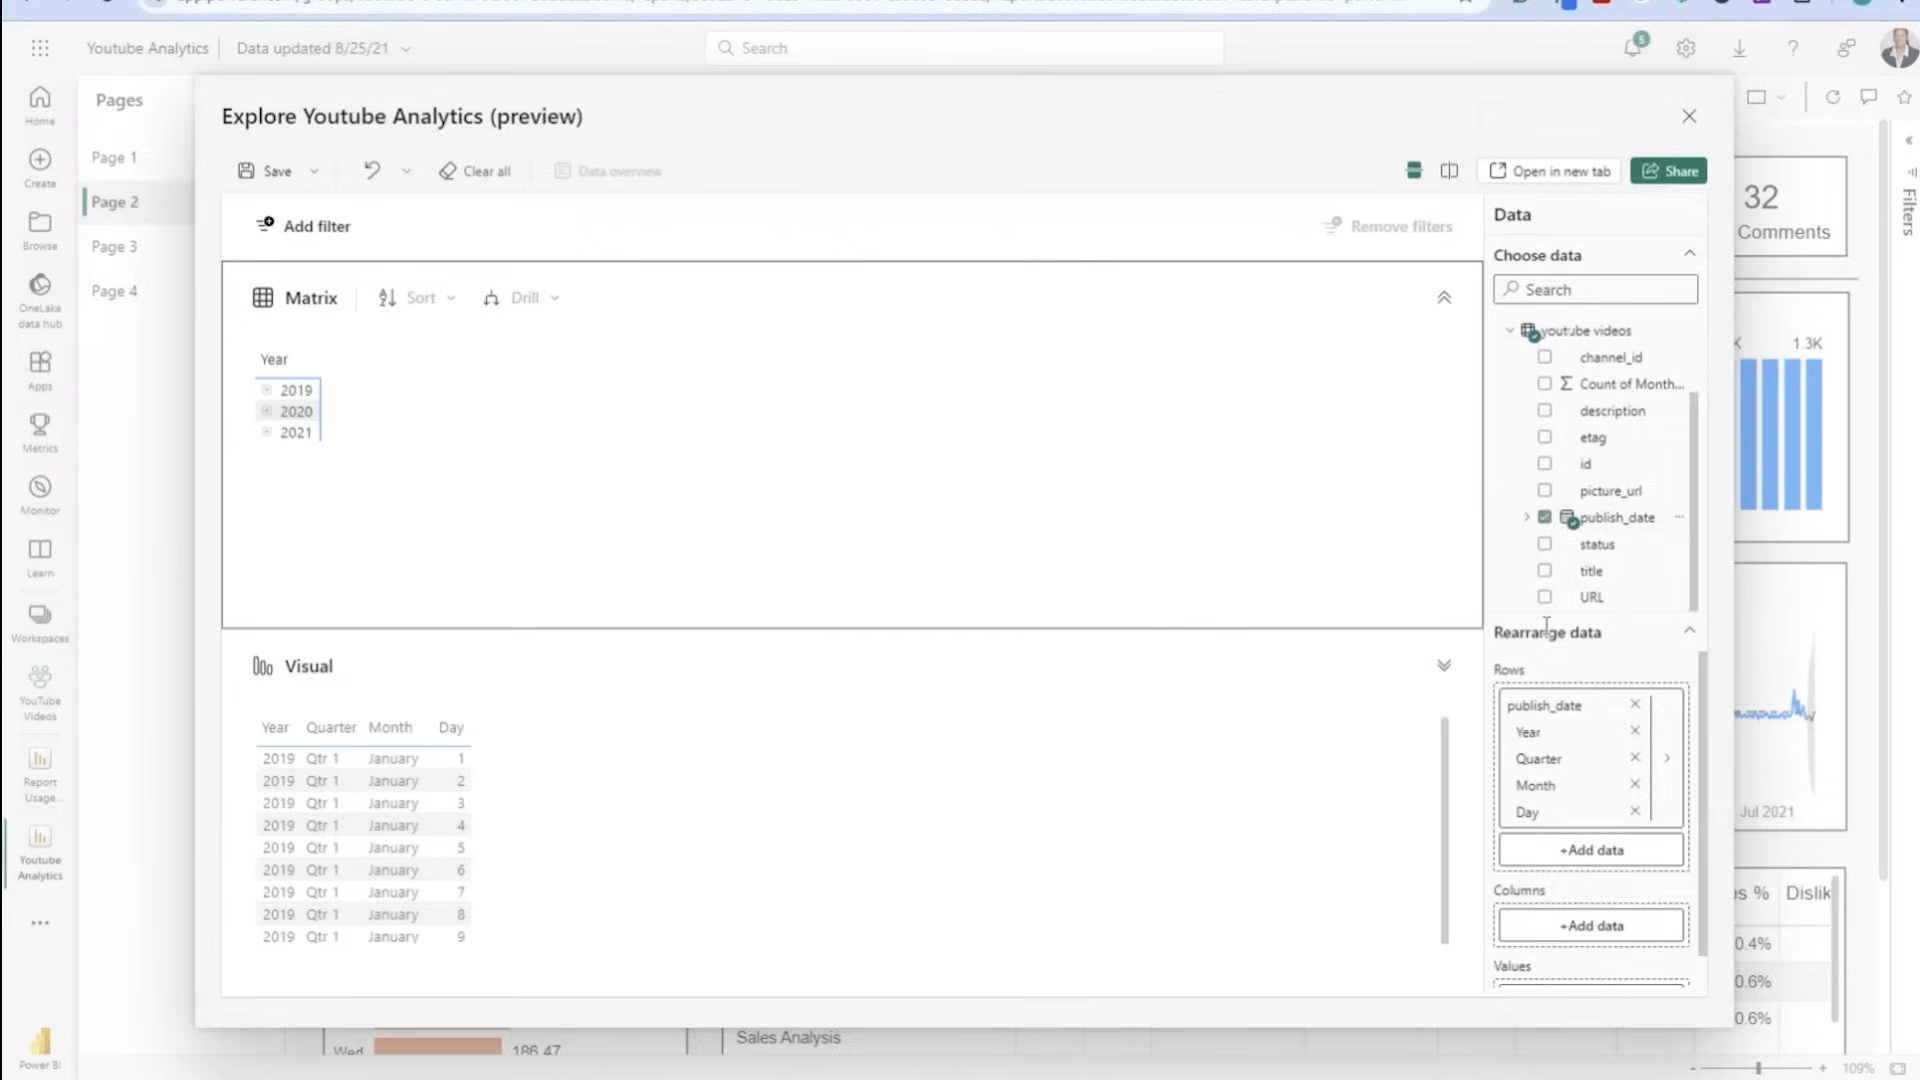 Youtube Analytics
Data updated 8/25/21
Search
5
Home
Create
Browse
OneLake
data hub
Apps
Metrics
Monitor
Learn
Workspaces
YouTube
Videos
Report
Usage...
Youtube
Analytics
Power BI
Pages
Page 1
Page 2
Page 3
Page 4
Explore Youtube Analytics (preview)
Save
Clear all
Data overview
Open in new tab
Share
Add filter
Remove filters
Matrix
Sort
Drill
Year
2019
2020
2021
Visual
Year Quarter Month Day
2019 Qtr 1 January 1
2019 Qtr 1 January 2
2019 Qtr 1 January 3
2019 Qtr 1 January 4
2019 Qtr 1 January 5
2019 Qtr 1 January 6
2019 Qtr 1 January 7
2019 Qtr 1 January 8
2019 Qtr 1 January 9
Data
Choose data
Search
youtube videos
channel_id
Σ Count of Month...
description
etag
id
picture_url
publish_date
status
title
URL
Rearrange data
Rows
publish_date
Year
Quarter
Month
Day
+Add data
Columns
+Add data
Values
32
Comments
Filters
1.3K
Jul 2021
Dislik
0.4%
0.6%
0.6%
Wed
186.47
Sales Analysis
109%